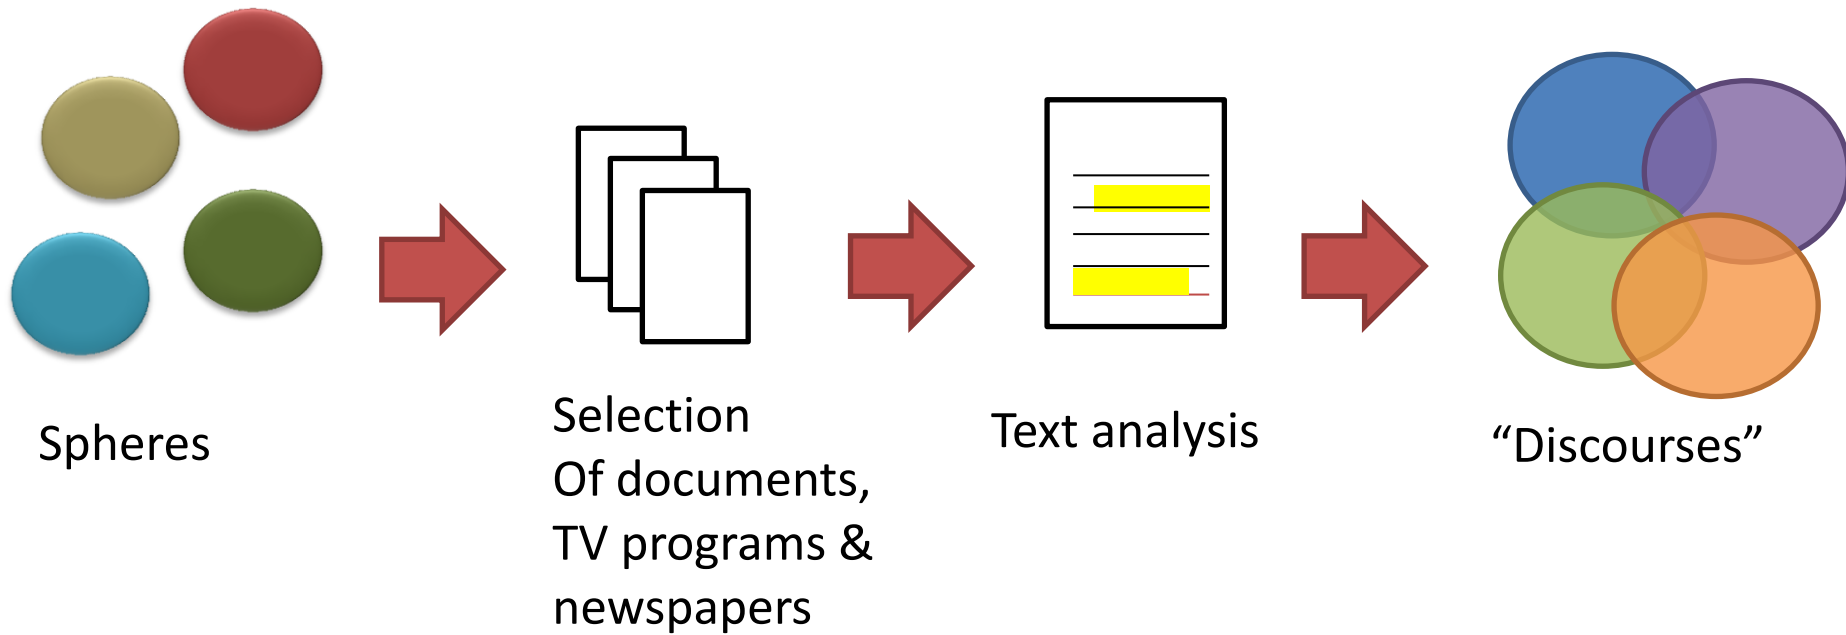 Spheres
Selection
Of documents,
TV programs &
newspapers
Text analysis
“Discourses”